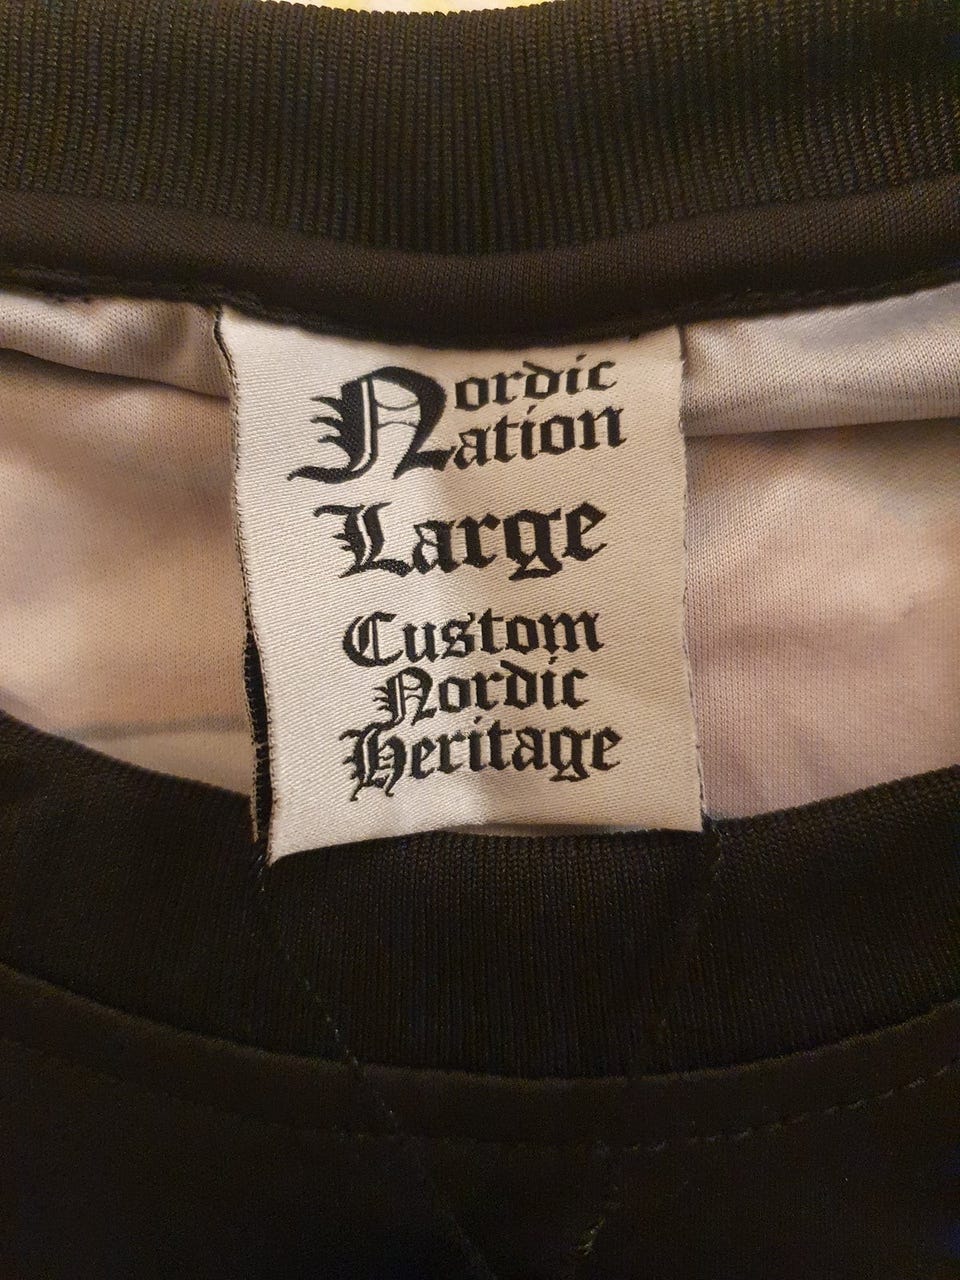 Nordic
Nation
Large
Custom
Nordic
Heritage